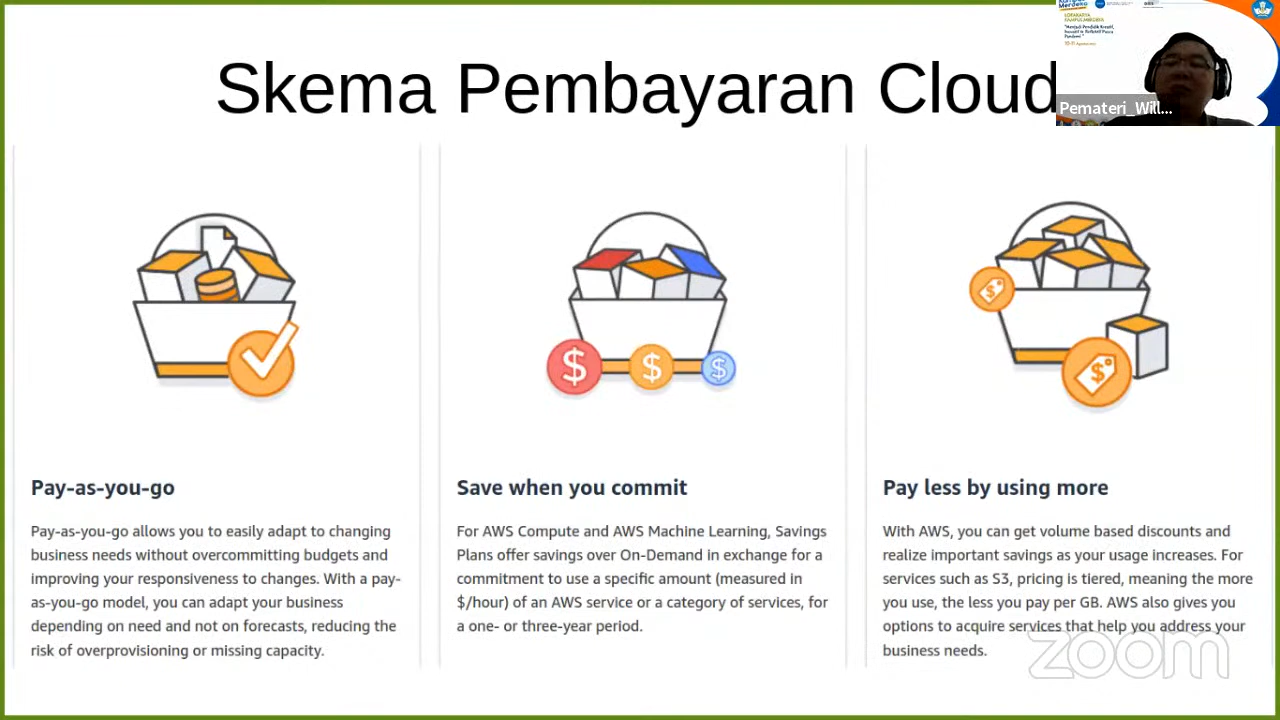 Skema Pembayaran Cloud
Pemateri_Will...
Pay-as-you-go
Pay-as-you-go allows you to easily adapt to changing
business needs without overcommitting budgets and
improving your responsiveness to changes. With a pay-
as-you-go model, you can adapt your business
depending on need and not on forecasts, reducing the
risk of overprovisioning or missing capacity.
Save when you commit
For AWS Compute and AWS Machine Learning, Savings
Plans offer savings over On-Demand in exchange for a
commitment to use a specific amount (measured in
$/hour) of an AWS service or a category of services, for
a one- or three-year period.
Pay less by using more
With AWS, you can get volume based discounts and
realize important savings as your usage increases. For
services such as S3, pricing is tiered, meaning the more
you use, the less you pay per GB. AWS also gives you
options to acquire services that help you address your
business needs.
zoom